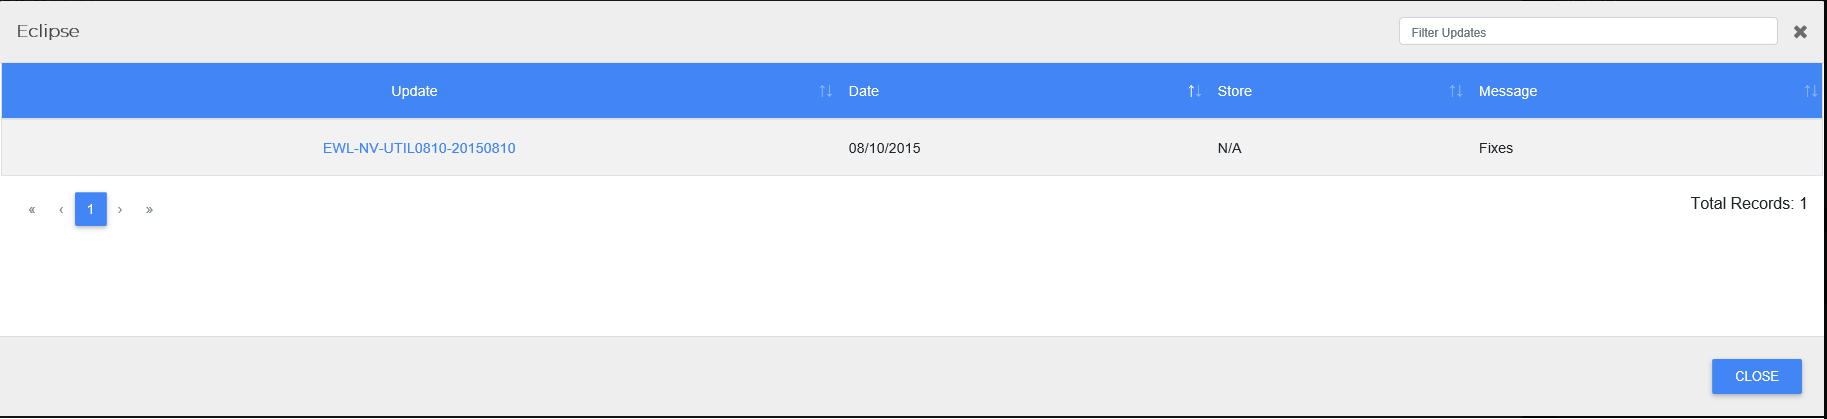 Eclipse
Filter Updates
Update Date Store Message
EWL-NV-UTIL0810-20150810 08/10/2015 N/A Fixes
« ‹ 1 › »
Total Records: 1
CLOSE